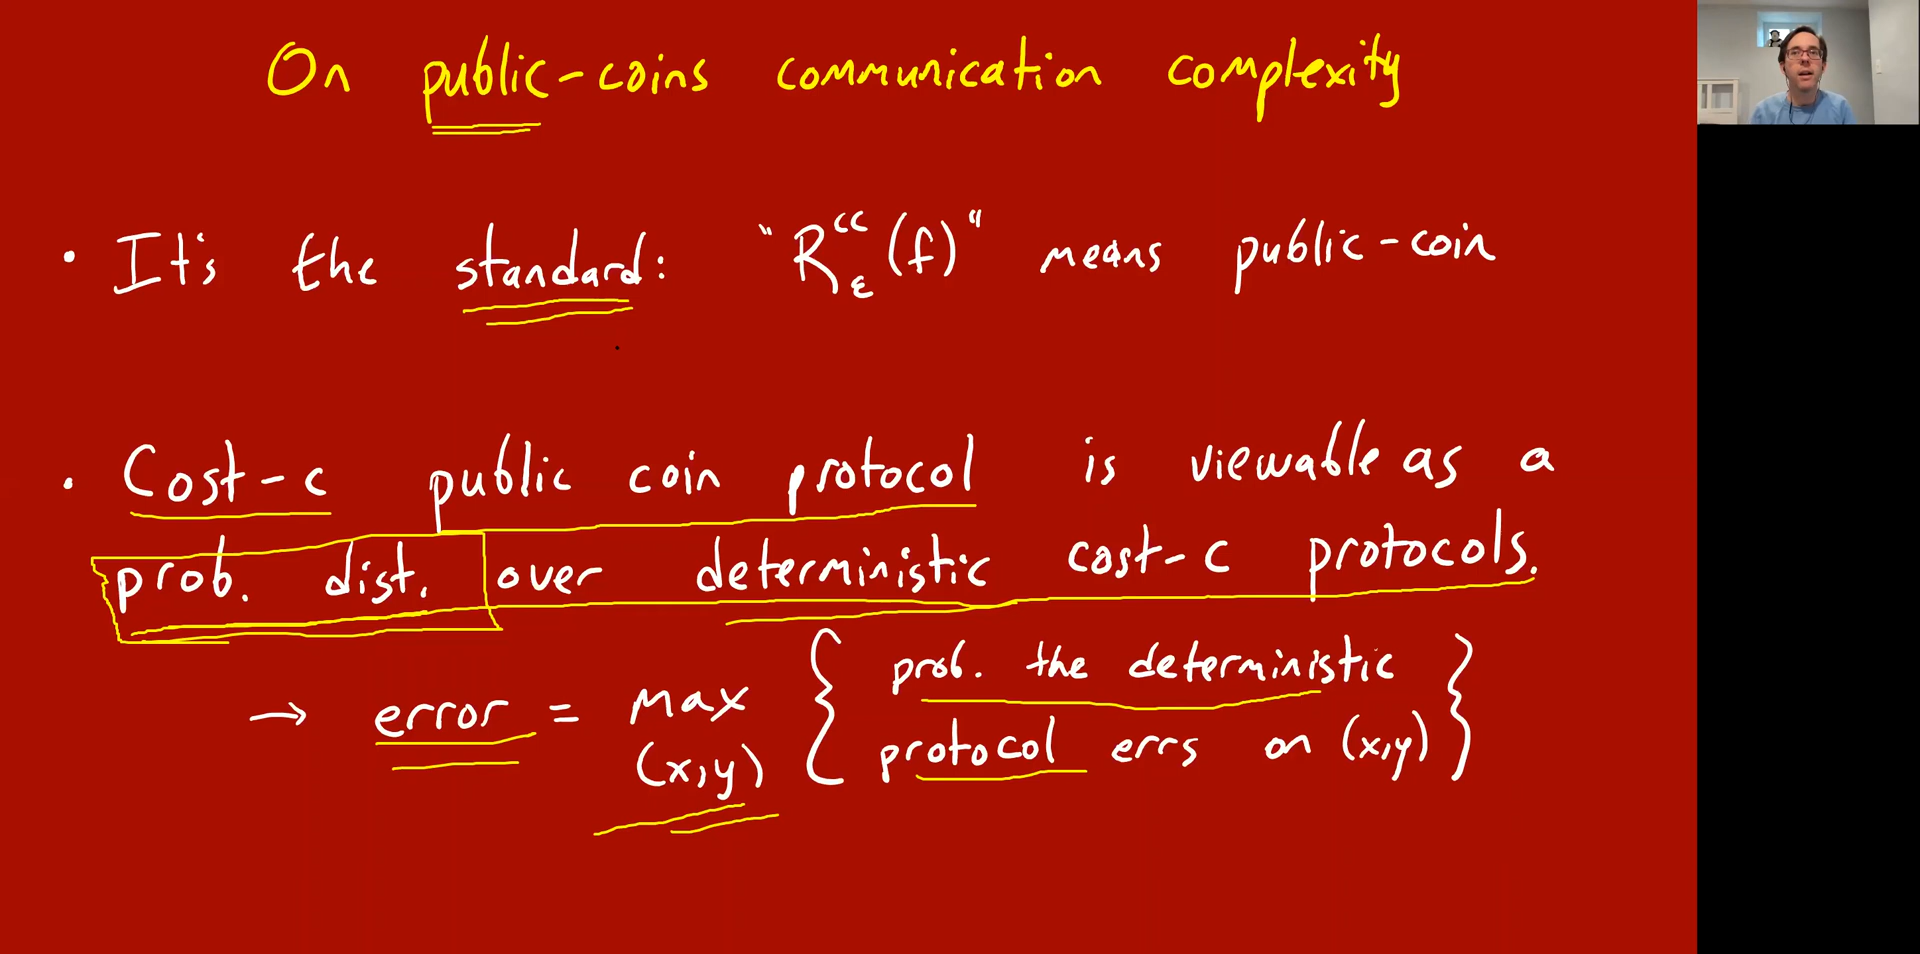 On public-coins communication complexity
• It's the standard: "R^cc_ε(f)" means public-coin
• Cost-c public coin protocol is viewable as a
prob. dist. over deterministic cost-c protocols.
→ error = max_(x,y) { prob. the deterministic
protocol errs on (x,y) }